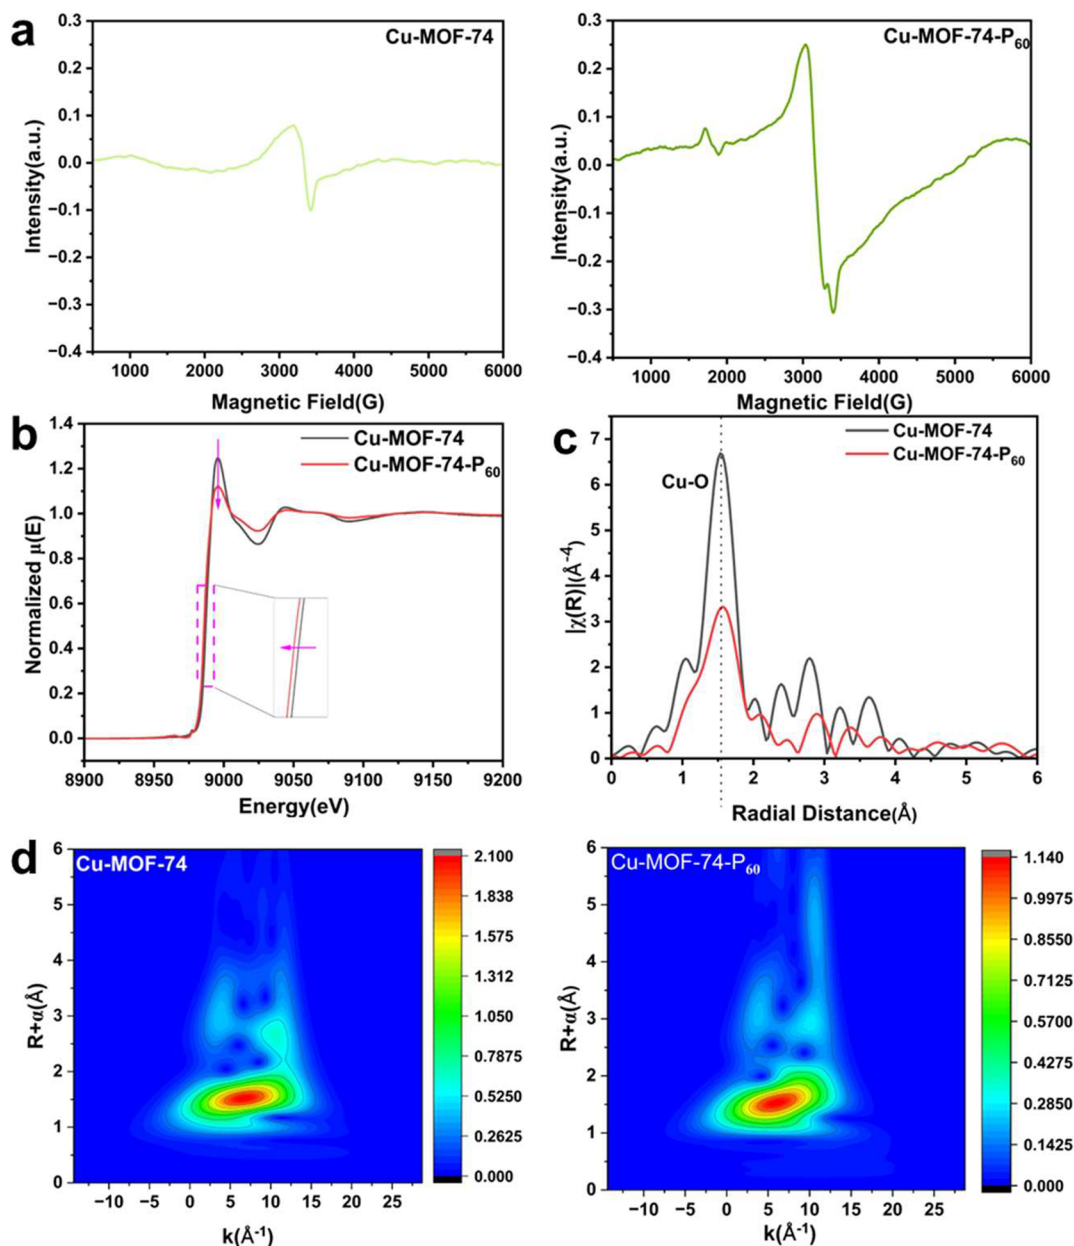 a
Cu-MOF-74
0.3
0.2
0.1
0.0
−0.1
−0.2
−0.3
−0.4
Intensity(a.u.)
1000 2000 3000 4000 5000 6000
Magnetic Field(G)
Cu-MOF-74-P60
0.3
0.2
0.1
0.0
−0.1
−0.2
−0.3
−0.4
Intensity(a.u.)
1000 2000 3000 4000 5000 6000
Magnetic Field(G)
b
Cu-MOF-74
Cu-MOF-74-P60
1.4
1.2
1.0
0.8
0.6
0.4
0.2
0.0
Normalized μ(E)
8900 8950 9000 9050 9100 9150 9200
Energy(eV)
c
Cu-MOF-74
Cu-MOF-74-P60
Cu-O
7
6
5
4
3
2
1
0
|χ(R)|(Å-4)
0 1 2 3 4 5 6
Radial Distance(Å)
d
Cu-MOF-74
6
5
4
3
2
1
0
R+α(Å)
−10 −5 0 5 10 15 20 25
k(Å-1)
2.100
1.838
1.575
1.312
1.050
0.7875
0.5250
0.2625
0.000
Cu-MOF-74-P60
6
5
4
3
2
1
0
R+α(Å)
−10 −5 0 5 10 15 20 25
k(Å-1)
1.140
0.9975
0.8550
0.7125
0.5700
0.4275
0.2850
0.1425
0.000